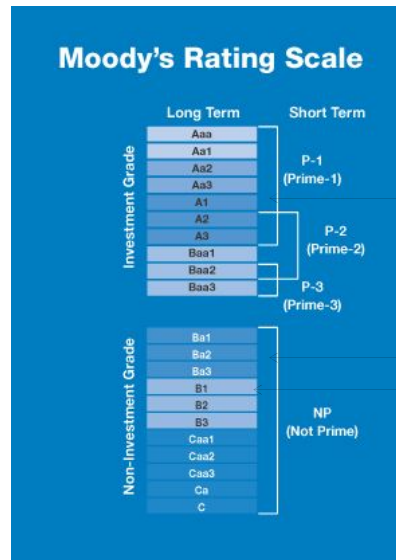 Moody's Rating Scale
Long Term
Short Term
Investment Grade
Aaa
Aa1
Aa2
Aa3
A1
A2
A3
Baa1
Baa2
Baa3
P-1
(Prime-1)
P-2
(Prime-2)
P-3
(Prime-3)
Non-Investment Grade
Ba1
Ba2
Ba3
B1
B2
B3
Caa1
Caa2
Caa3
Ca
C
NP
(Not Prime)